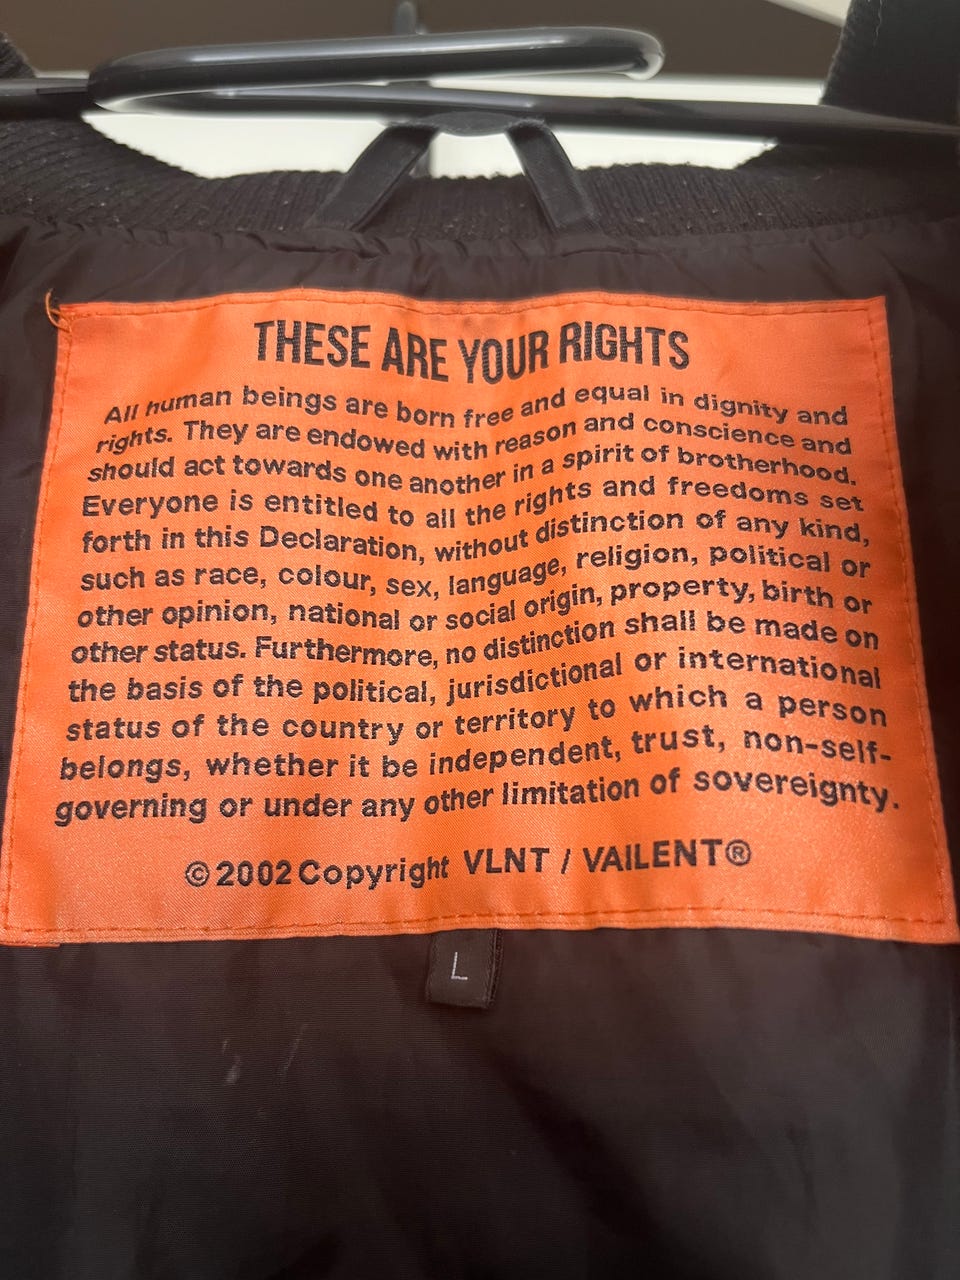 THESE ARE YOUR RIGHTS
All human beings are born free and equal in dignity and
rights. They are endowed with reason and conscience and
should act towards one another in a spirit of brotherhood.
Everyone is entitled to all the rights and freedoms set
forth in this Declaration, without distinction of any kind,
such as race, colour, sex, language, religion, political or
other opinion, national or social origin, property, birth or
other status. Furthermore, no distinction shall be made on
the basis of the political, jurisdictional or international
status of the country or territory to which a person
belongs, whether it be independent, trust, non-self-
governing or under any other limitation of sovereignty.
©2002 Copyright VLNT / VAILENT®
L